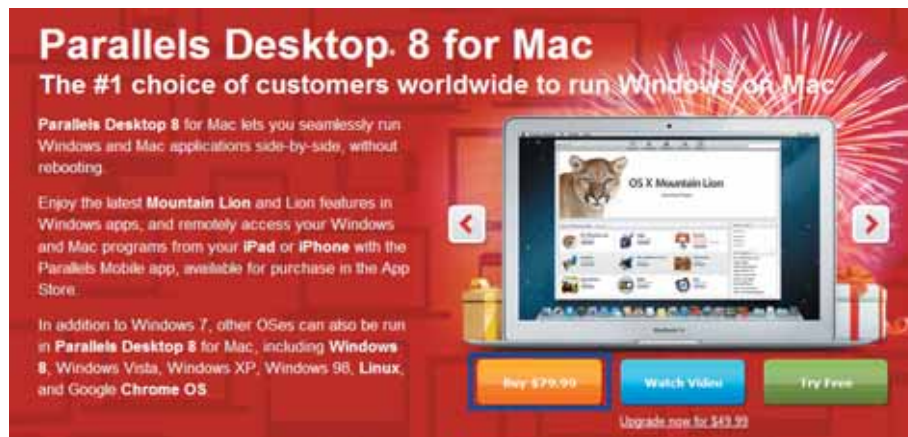 Parallels Desktop 8 for Mac
The #1 choice of customers worldwide to run Windows on Mac
Parallels Desktop 8 for Mac lets you seamlessly run
Windows and Mac applications side-by-side, without
rebooting.
Enjoy the latest Mountain Lion and Lion features in
Windows apps, and remotely access your Windows
and Mac programs from your iPad or iPhone with the
Parallels Mobile app, available for purchase in the App
Store.
In addition to Windows 7, other OSes can also be run
in Parallels Desktop 8 for Mac, including Windows
8, Windows Vista, Windows XP, Windows 98, Linux,
and Google Chrome OS
OS X Mountain Lion
Buy $79.99
Watch Video
Try Free
Upgrade now for $49.99